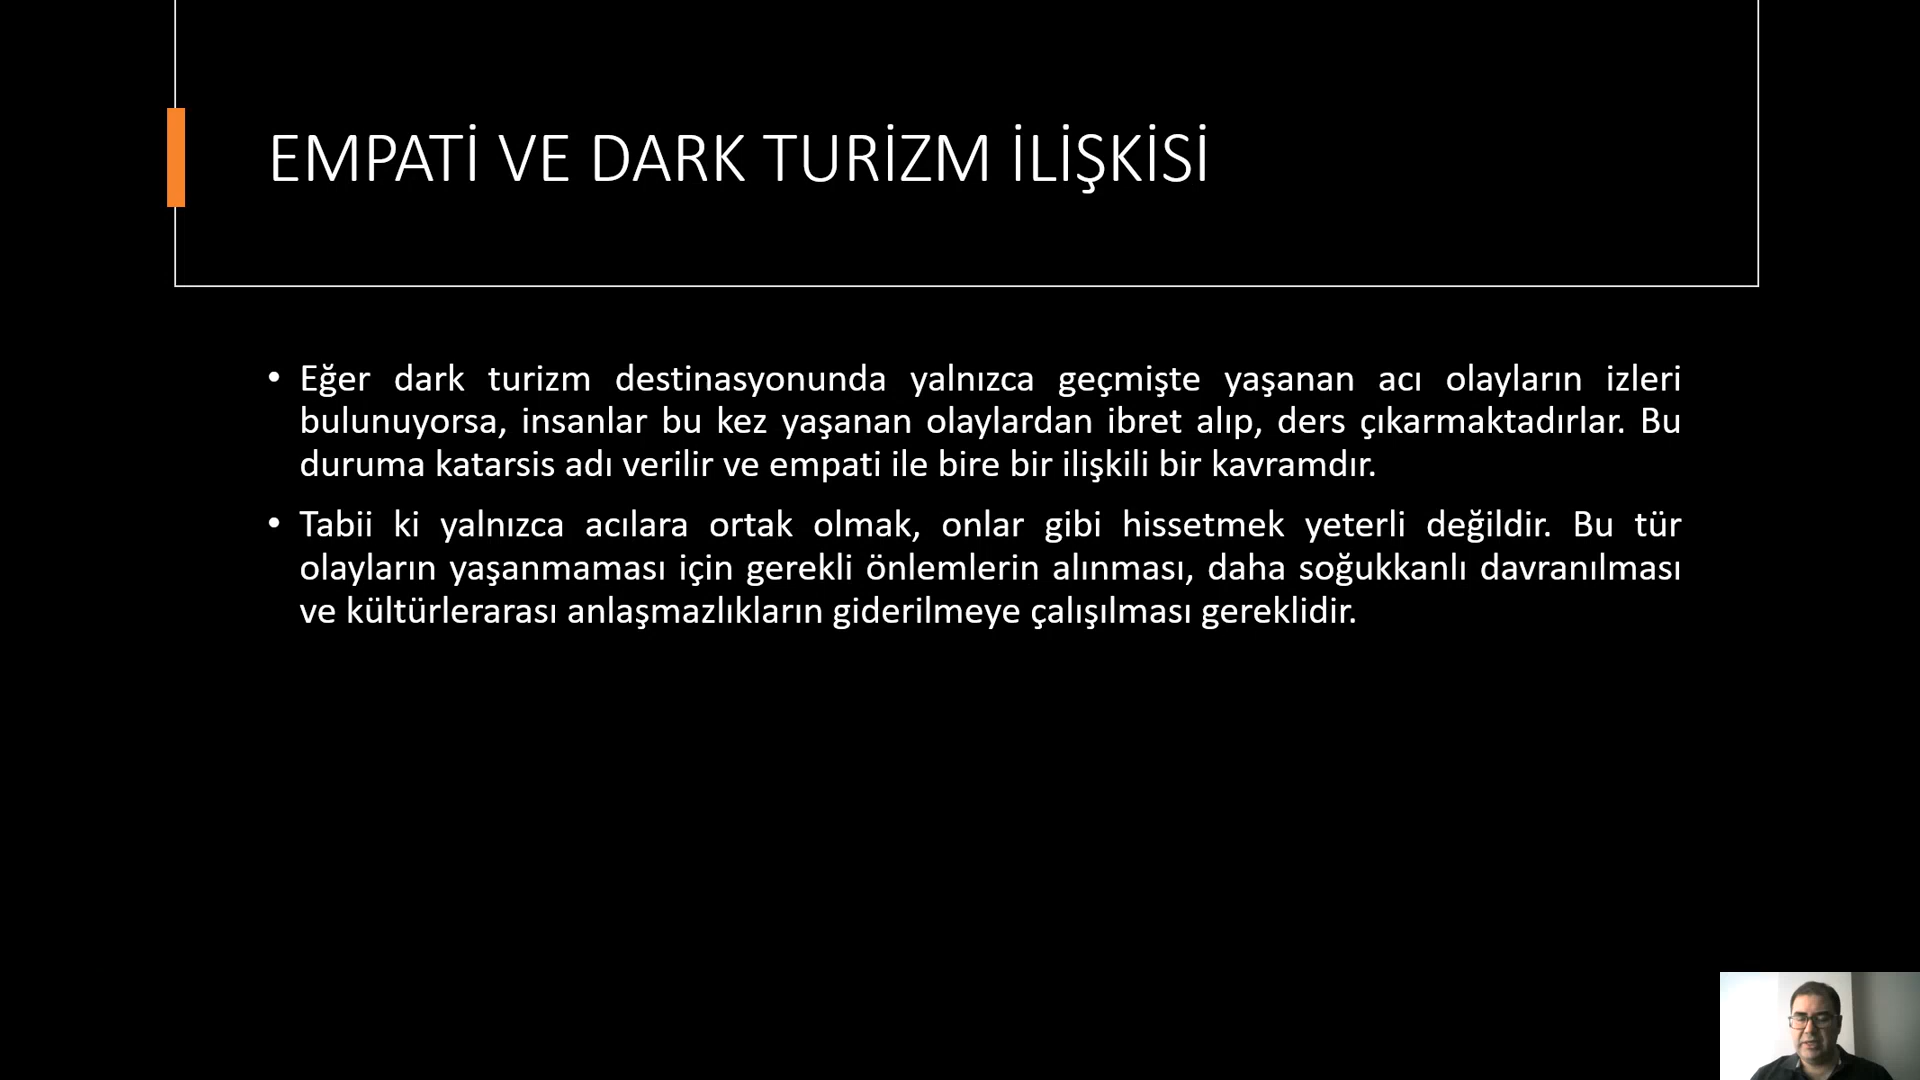 EMPATİ VE DARK TURİZM İLİŞKİSİ
• Eğer dark turizm destinasyonunda yalnızca geçmişte yaşanan acı olayların izleri
bulunuyorsa, insanlar bu kez yaşanan olaylardan ibret alıp, ders çıkarmaktadırlar. Bu
duruma katarsis adı verilir ve empati ile bire bir ilişkili bir kavramdır.
• Tabii ki yalnızca acılara ortak olmak, onlar gibi hissetmek yeterli değildir. Bu tür
olayların yaşanmaması için gerekli önlemlerin alınması, daha soğukkanlı davranılması
ve kültürlerarası anlaşmazlıkların giderilmeye çalışılması gereklidir.